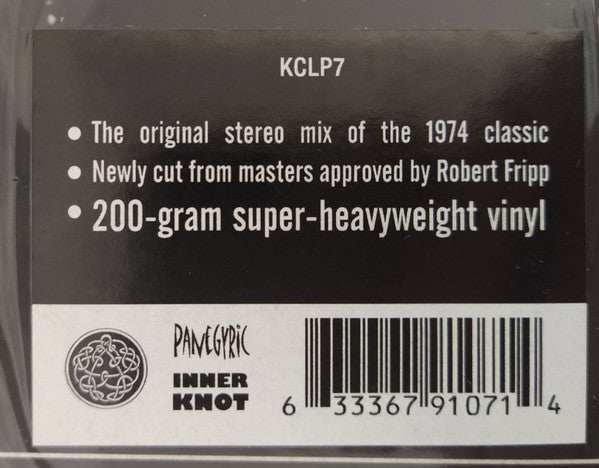 KCLP7
● The original stereo mix of the 1974 classic
● Newly cut from masters approved by Robert Fripp
● 200-gram super-heavyweight vinyl
PANEGYRIC
INNER
KNOT
6 33367 91071 4